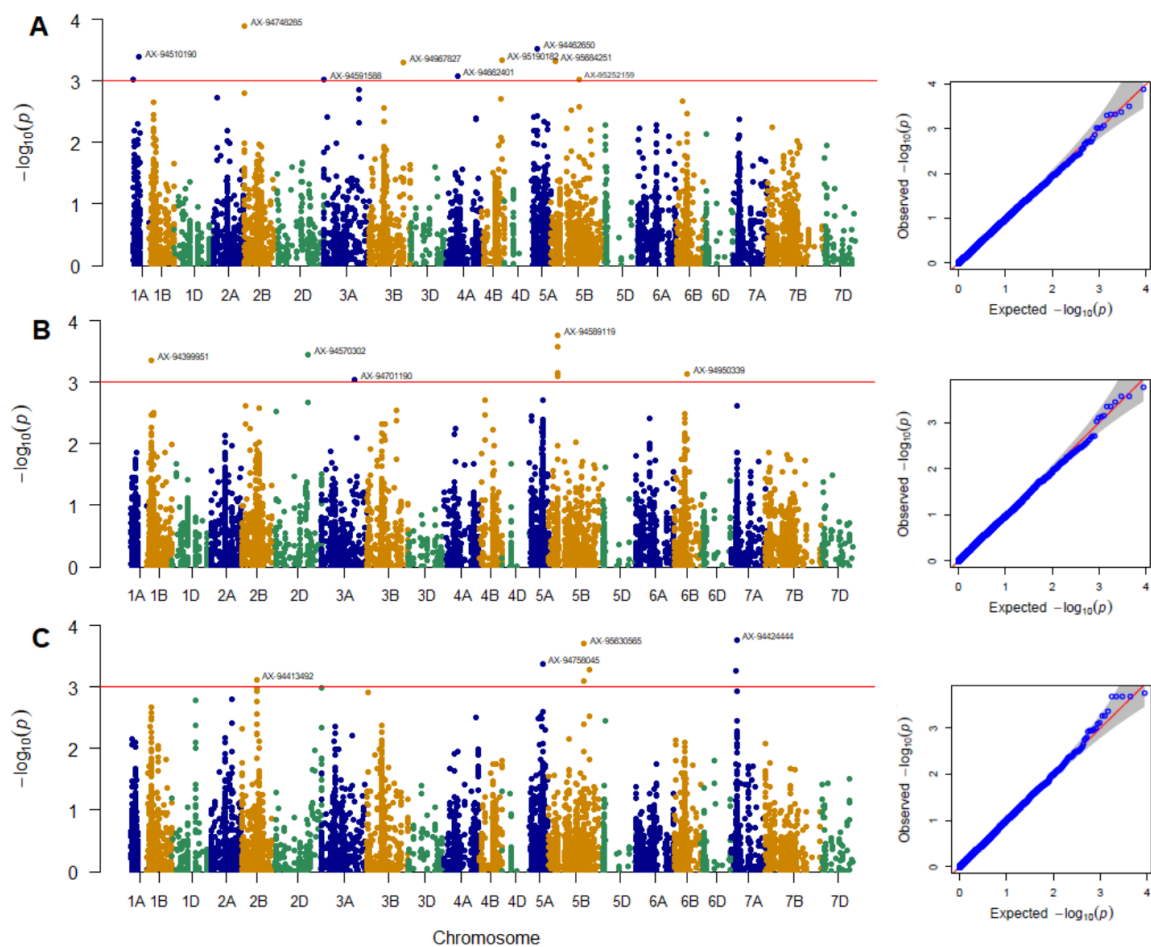 A
4
3
2
1
0
−log10(p)
AX-94510190
AX-94748285
AX-94591588
AX-94967827
AX-94662401
AX-95190182
AX-94462650
AX-95684251
AX-95252159
1A 1B 1D 2A 2B 2D 3A 3B 3D 4A 4B 4D 5A 5B 5D 6A 6B 6D 7A 7B 7D
Observed −log10(p)
4
3
2
1
0
0 1 2 3 4
Expected −log10(p)
B
4
3
2
1
0
−log10(p)
AX-94399951
AX-94570302
AX-94701190
AX-94589119
AX-94950339
1A 1B 1D 2A 2B 2D 3A 3B 3D 4A 4B 4D 5A 5B 5D 6A 6B 6D 7A 7B 7D
Observed −log10(p)
3
2
1
0
0 1 2 3 4
Expected −log10(p)
C
4
3
2
1
0
−log10(p)
AX-94413492
AX-94758045
AX-95630565
AX-94424444
1A 1B 1D 2A 2B 2D 3A 3B 3D 4A 4B 4D 5A 5B 5D 6A 6B 6D 7A 7B 7D
Chromosome
Observed −log10(p)
3
2
1
0
0 1 2 3 4
Expected −log10(p)